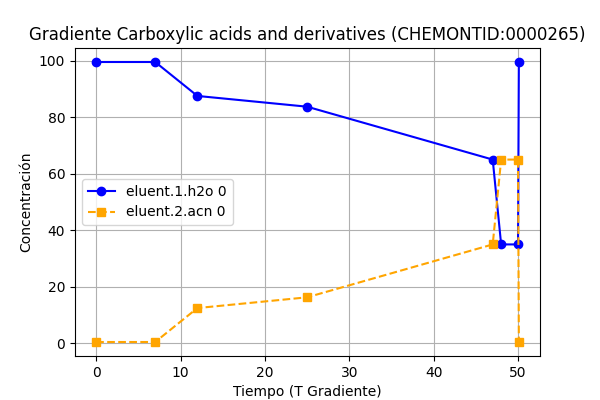 Gradiente Carboxylic acids and derivatives (CHEMONTID:0000265)
100
80
60
40
20
0
Concentración
eluent.1.h2o 0
eluent.2.acn 0
0 10 20 30 40 50
Tiempo (T Gradiente)